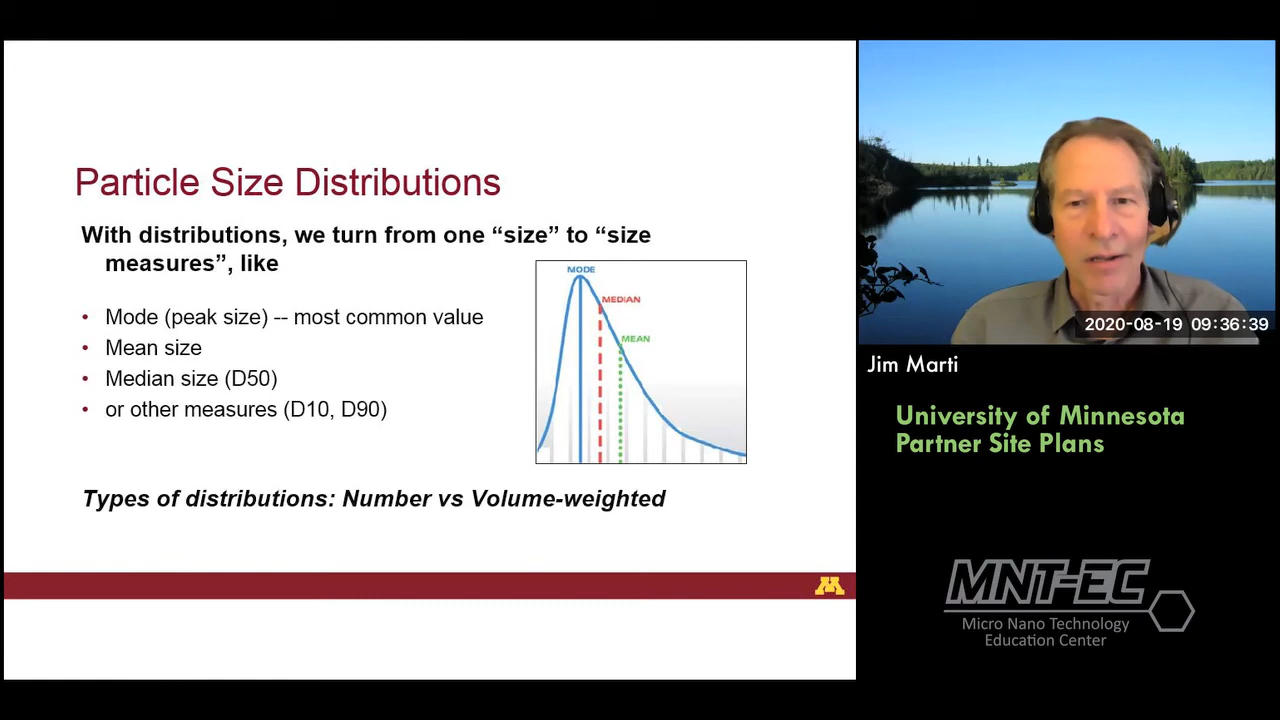 Particle Size Distributions
With distributions, we turn from one “size” to “size
measures”, like
• Mode (peak size) -- most common value
• Mean size
• Median size (D50)
• or other measures (D10, D90)
MODE
MEDIAN
MEAN
Types of distributions: Number vs Volume-weighted
M
2020-08-19 09:36:39
Jim Marti
University of Minnesota
Partner Site Plans
MNT-EC
Micro Nano Technology
Education Center